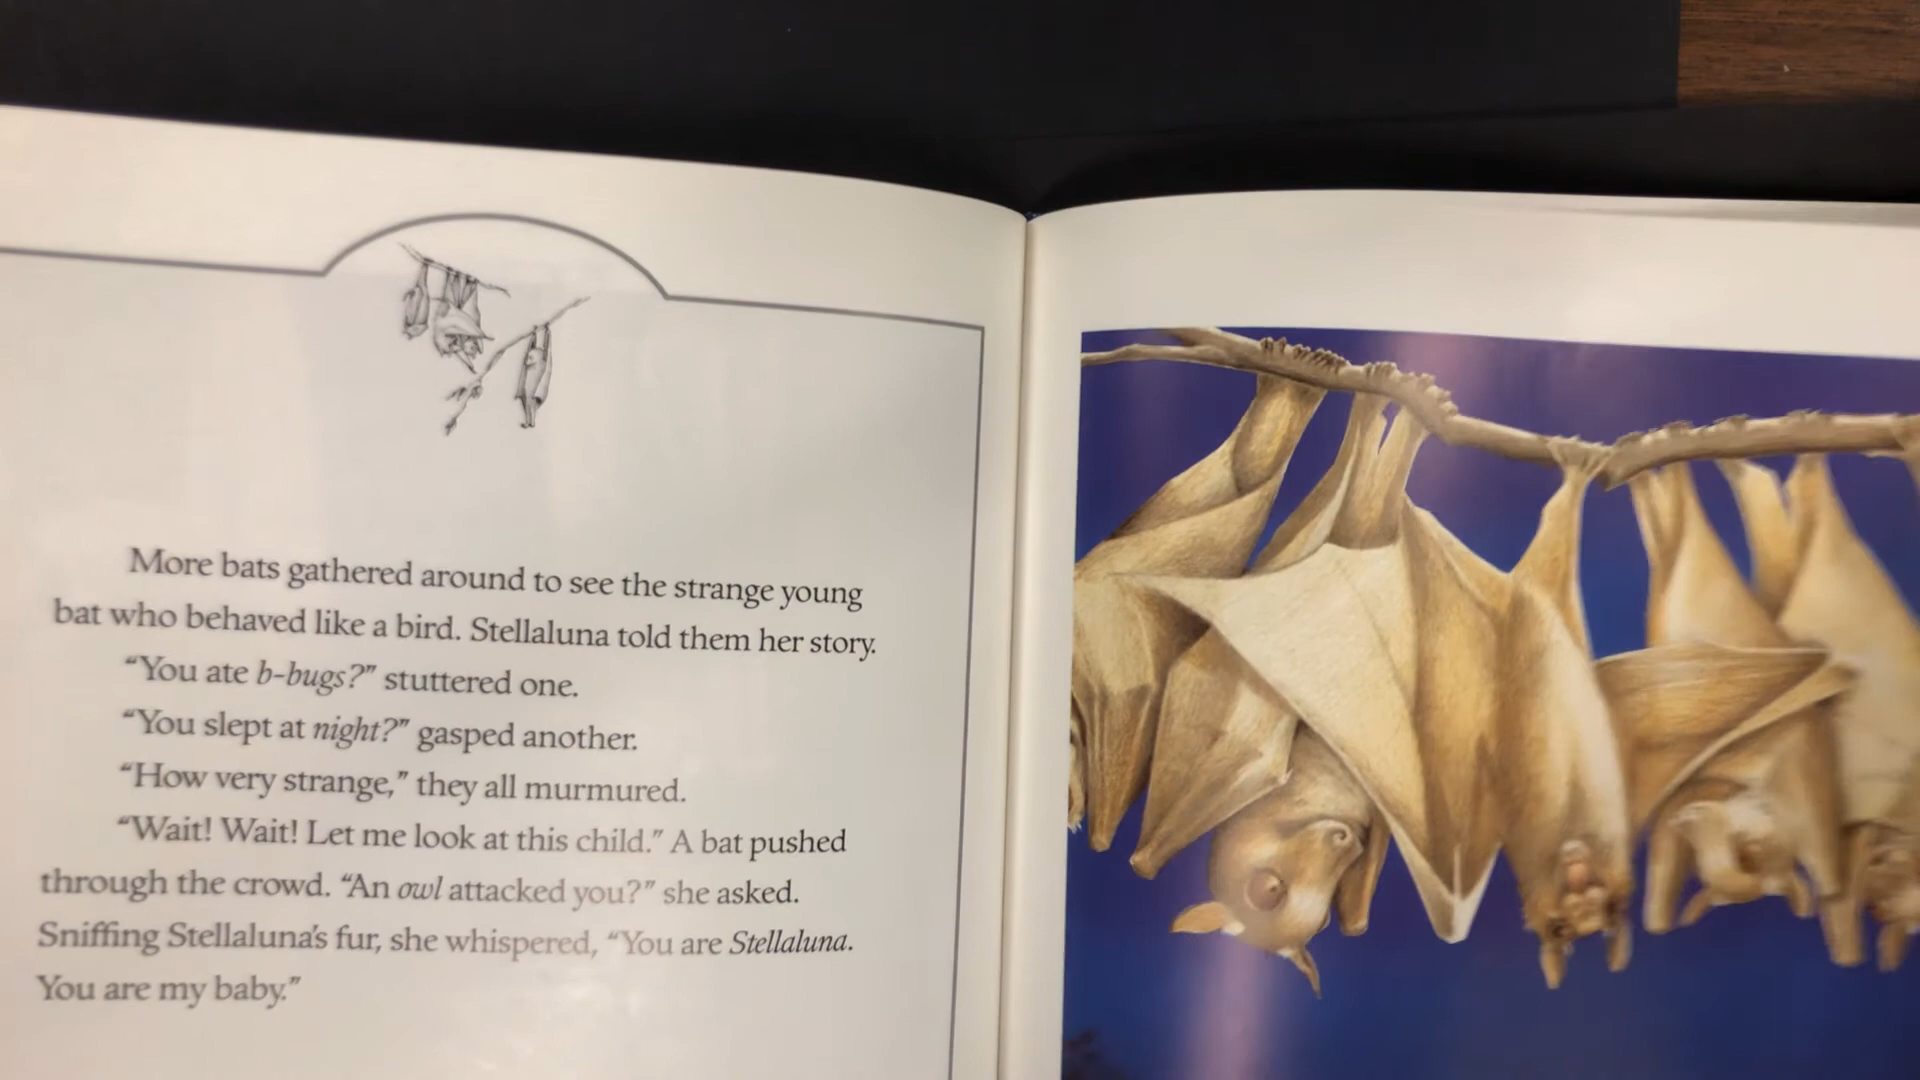 More bats gathered around to see the strange young
bat who behaved like a bird. Stellaluna told them her story.
“You ate b-bugs?” stuttered one.
“You slept at night?” gasped another.
“How very strange,” they all murmured.
“Wait! Wait! Let me look at this child.” A bat pushed
through the crowd. “An owl attacked you?” she asked.
Sniffing Stellaluna’s fur, she whispered, “You are Stellaluna.
You are my baby.”